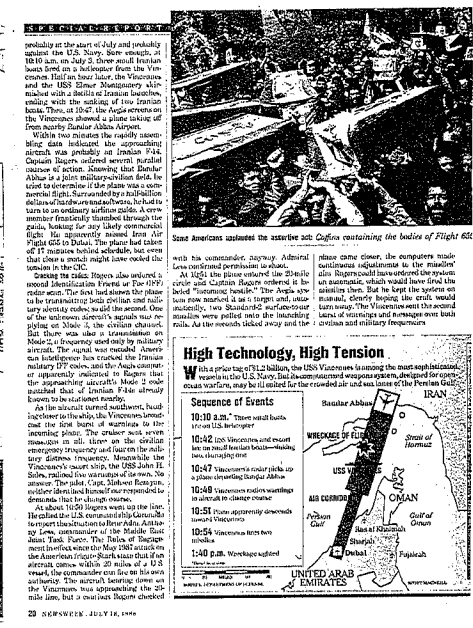 SPECIAL REPORT
probably at the start of July and probably
against the U.S. Navy. Sure enough, at
10:10 a.m. on July 3, three small Iranian
boats fired on a helicopter from the Vin-
cennes. Half an hour later, the Vincennes
and the USS Elmer Montgomery skir-
mished with a flotilla of Iranian launches,
ending with the sinking of two Iranian
boats. Then, at 10:47, the Aegis screens on
the Vincennes showed a plane taking off
from nearby Bandar Abbas Airport.
Within two minutes the rapidly assem-
bling data indicated the approaching
aircraft was probably an Iranian F-14.
Captain Rogers ordered several parallel
courses of action. Knowing that Bandar
Abbas is a joint military-civilian field, he
tried to determine if the plane was a com-
mercial flight. Surrounded by a half-billion
dollars of hardware and software, he had to
turn to an ordinary airlines guide. A crew
member frantically thumbed through the
guide, looking for any likely commercial
flight. He apparently missed Iran Air
Flight 655 to Dubai. The plane had taken
off 17 minutes behind schedule, but even
that close a match might have cooled the
tension in the CIC.
Cracking the codes: Rogers also ordered a
second Identification Friend or Foe (IFF)
radar scan. The first had shown the plane
to be transmitting both civilian and mili-
tary identity codes; so did the second. One
of the unknown aircraft's signals was re-
plying on Mode 3, the civilian channel.
But there was also a transmission on
Mode 2, a frequency used only by military
aircraft. The signal was encoded. Ameri-
can intelligence has cracked the Iranian
military IFF codes, and the Aegis comput-
er apparently indicated to Rogers that
the approaching aircraft's Mode 2 code
matched that of Iranian F-14s already
known to be stationed nearby.
As the aircraft turned southwest, head-
ing closer to the ship, the Vincennes broad-
cast the first burst of warnings to the
incoming plane. The cruiser sent seven
messages in all, three on the civilian
emergency frequency and four on the mili-
tary distress frequency. Meanwhile the
Vincennes's escort ship, the USS John H.
Sides, radioed five warnings of its own. No
answer. The pilot, Capt. Mohsen Rezaian,
neither identified himself nor responded to
demands that he change course.
At about 10:50 Rogers went up the line.
He called the U.S. command ship Coronado
to report the situation to Rear Adm. Antho-
ny Less, commander of the Middle East
Joint Task Force. The Rules of Engage-
ment in effect since the May 1987 attack on
the American frigate Stark state that if an
aircraft comes within 20 miles of a U.S.
vessel, the commander can fire on his own
authority. The aircraft bearing down on
the Vincennes was approaching the 20-
mile line, but a cautious Rogers checked
Some Americans applauded the assertive act: Coffins containing the bodies of Flight 655
with his commander, anyway. Admiral
Less confirmed permission to shoot.
At 10:51 the plane entered the 20-mile
circle and Captain Rogers ordered it la-
beled "incoming hostile." The Aegis sys-
tem now marked it as a target and, auto-
matically, two Standard-2 surface-to-air
missiles were pulled onto the launching
rails. As the seconds ticked away and the
plane came closer, the computers made
continuous adjustments to the missiles'
aim. Rogers could have ordered the system
on automatic, which would have fired the
missiles then. But he kept the system on
manual, clearly hoping the craft would
turn away. The Vincennes sent the second
burst of warnings and messages over both
civilian and military frequencies
High Technology, High Tension
With a price tag of $1.2 billion, the USS Vincennes is among the most sophisticated
vessels in the U.S. Navy. But its computerized weapons system, designed for open
ocean warfare, may be ill suited for the crowded air and sea lanes of the Persian Gulf.
Sequence of Events
10:10 a.m.* Three small boats
fire on U.S. helicopter
10:42 USS Vincennes and escort
fire on small Iranian boats—sinking
two, damaging one
10:47 Vincennes's radar picks up
a plane departing Bandar Abbas
10:49 Vincennes radios warnings
to aircraft to change course
10:51 Plane apparently descends
toward Vincennes
10:54 Vincennes fires two
missiles
1:40 p.m. Wreckage sighted
Bandar Abbas
IRAN
WRECKAGE OF FLIGHT
Strait of
Hormuz
USS
AIR CORRIDOR
Persian
Gulf
OMAN
Gulf of
Oman
Ras al Khaimah
Sharjah
Dubai
Fujairah
UNITED ARAB
EMIRATES
20 NEWSWEEK : JULY 18, 1988